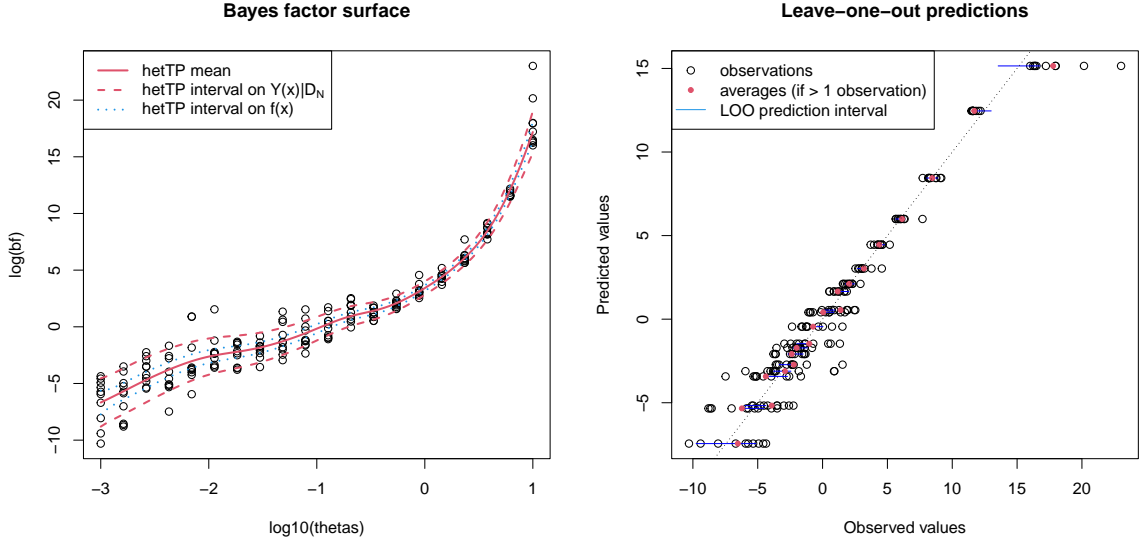 Bayes factor surface
hetTP mean
hetTP interval on Y(x)|D_N
hetTP interval on f(x)
log(bf)
20
15
10
5
0
−5
−10
−3
−2
−1
0
1
log10(thetas)
Leave−one−out predictions
observations
averages (if > 1 observation)
LOO prediction interval
Predicted values
15
10
5
0
−5
−10
−5
0
5
10
15
20
Observed values